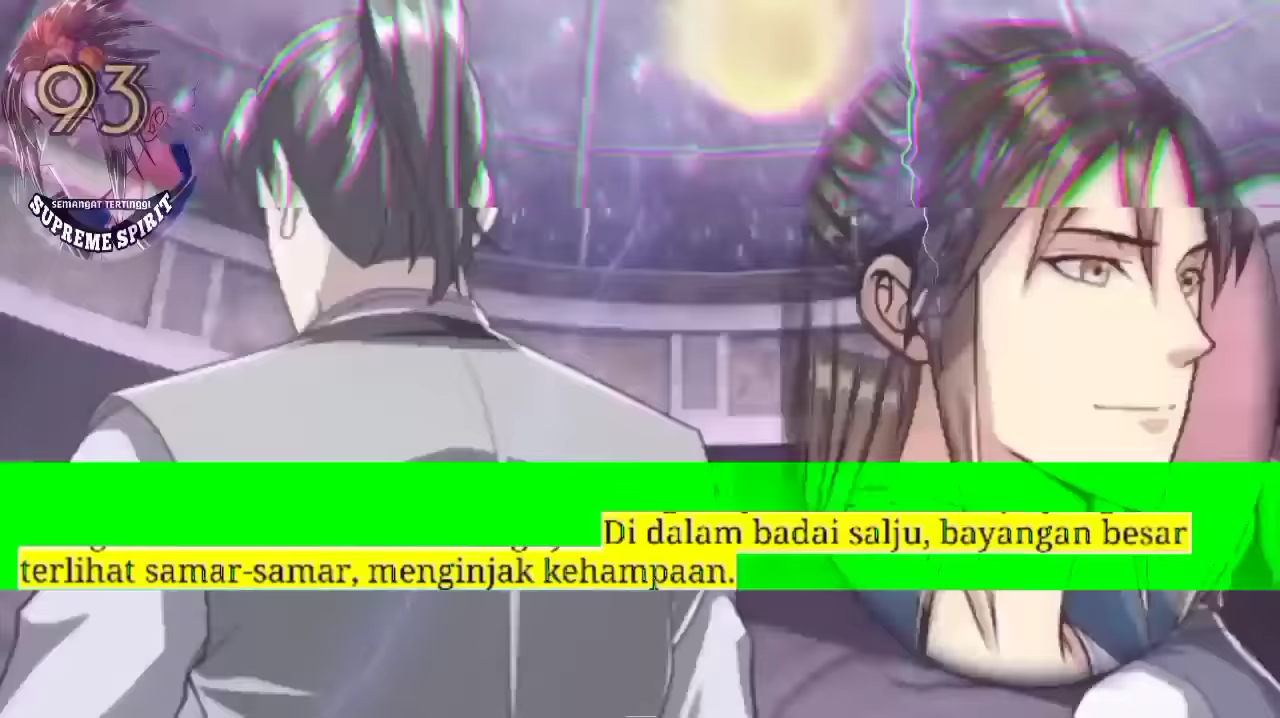 93
SEMANGAT TERTINGGI
SUPREME SPIRIT
Di dalam badai salju, bayangan besar
terlihat samar-samar, menginjak kehampaan.